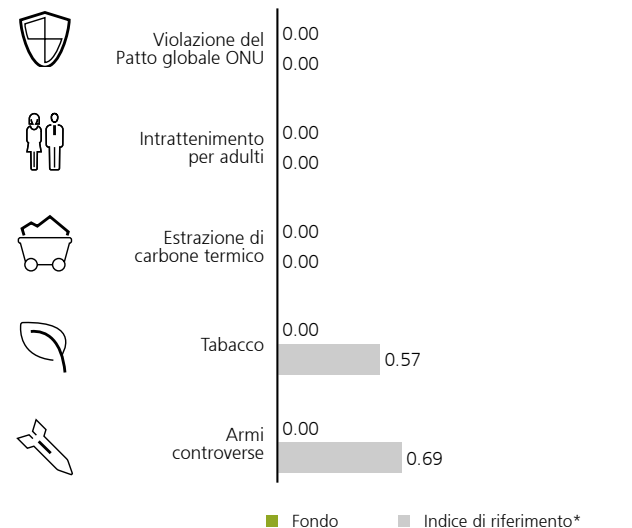 Violazione del
Patto globale ONU
0.00
0.00
Intrattenimento
per adulti
0.00
0.00
Estrazione di
carbone termico
0.00
0.00
Tabacco
0.00
0.57
Armi
controverse
0.00
0.69
Fondo
Indice di riferimento*